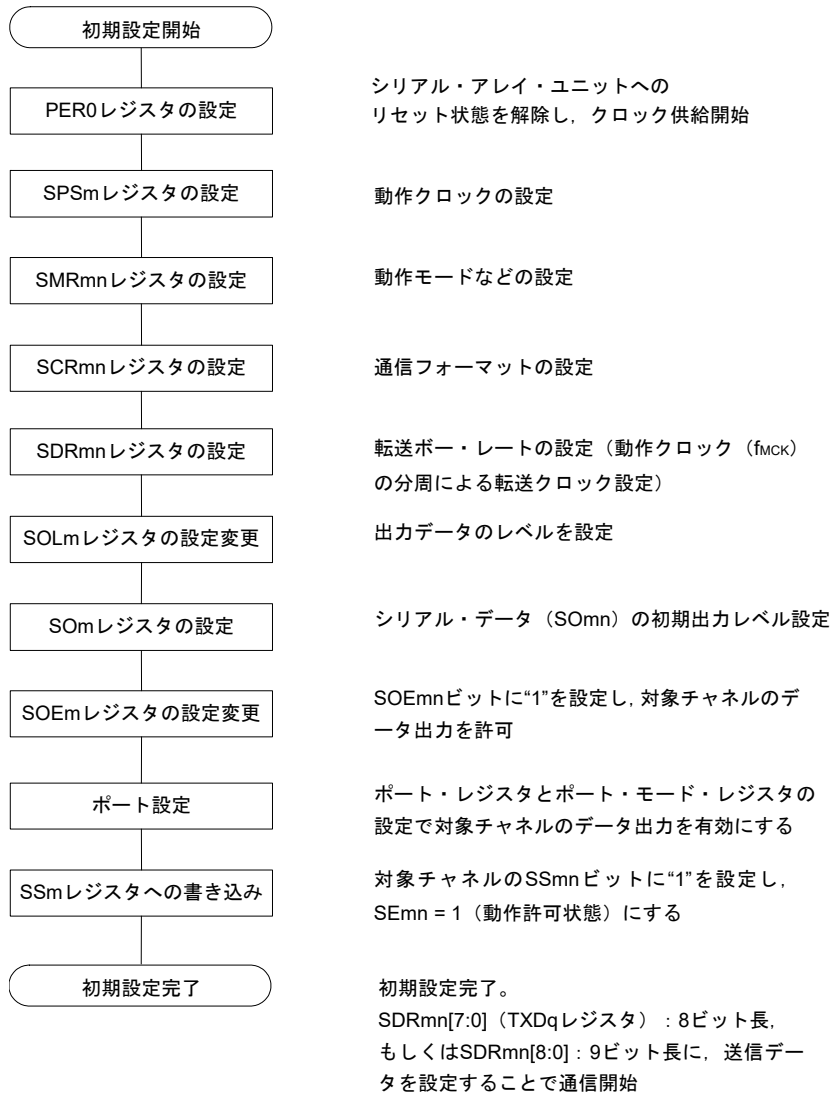 初期設定開始
PER0レジスタの設定
シリアル・アレイ・ユニットへの
リセット状態を解除し，クロック供給開始
SPSmレジスタの設定
動作クロックの設定
SMRmnレジスタの設定
動作モードなどの設定
SCRmnレジスタの設定
通信フォーマットの設定
SDRmnレジスタの設定
転送ボー・レートの設定（動作クロック（fMCK）
の分周による転送クロック設定）
SOLmレジスタの設定変更
出力データのレベルを設定
SOmレジスタの設定
シリアル・データ（SOmn）の初期出力レベル設定
SOEmレジスタの設定変更
SOEmnビットに“1”を設定し，対象チャネルのデ
ータ出力を許可
ポート設定
ポート・レジスタとポート・モード・レジスタの
設定で対象チャネルのデータ出力を有効にする
SSmレジスタへの書き込み
対象チャネルのSSmnビットに“1”を設定し，
SEmn = 1（動作許可状態）にする
初期設定完了
初期設定完了。
SDRmn[7:0]（TXDqレジスタ）：8ビット長，
もしくはSDRmn[8:0]：9ビット長に，送信デー
タを設定することで通信開始